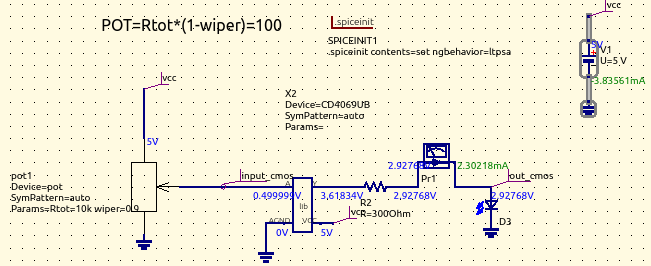 POT=Rtot*(1-wiper)=100
.spiceinit
SPICEINIT1
.spiceinit contents=set ngbehavior=ltpsa
vcc
5V
V1
U=5 V
-3.83561mA
vcc
5V
X2
Device=CD4069UB
SymPattern=auto
Params=
pot1
Device=pot
SymPattern=auto
Params=Rtot=10k wiper=0.9
input_cmos
0.499999V
A
Y
lib
AGND
VCC
0V
5V
vcc
3,61834V
R2
R=300Ohm
2.92768V
2,92768V
Pr1
2.30218mA
out_cmos
2,92768V
D3